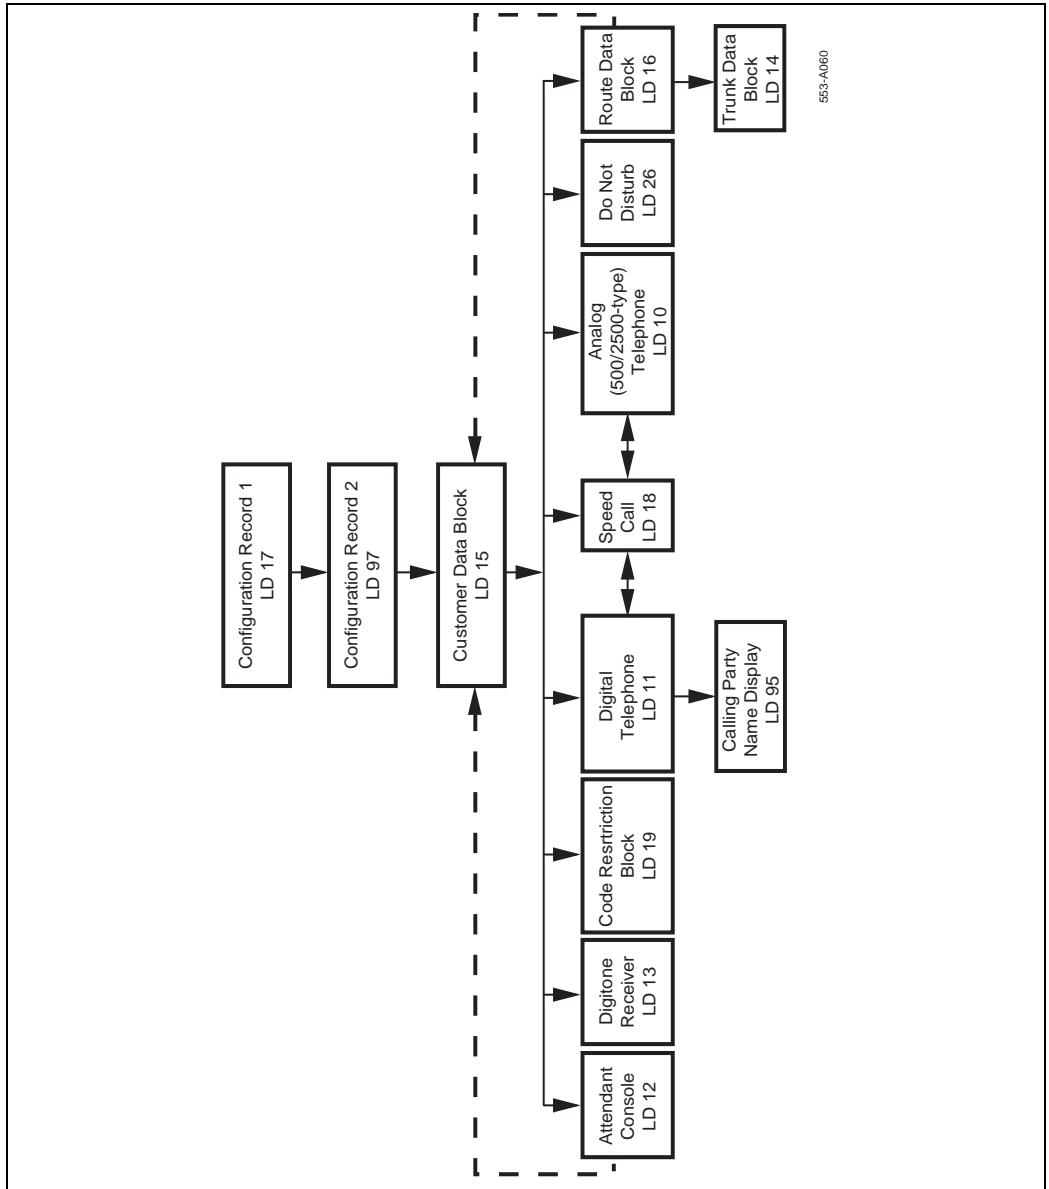 Configuration Record 1
LD 17
Configuration Record 2
LD 97
Customer Data Block
LD 15
Attendant
Console
LD 12
Digitone
Receiver
LD 13
Code Resrtriction
Block
LD 19
Digital
Telephone
LD 11
Speed
Call
LD 18
Analog
(500/2500-type)
Telephone
LD 10
Do Not
Disturb
LD 26
Route Data
Block
LD 16
Calling Party
Name Display
LD 95
Trunk Data
Block
LD 14
553-A060